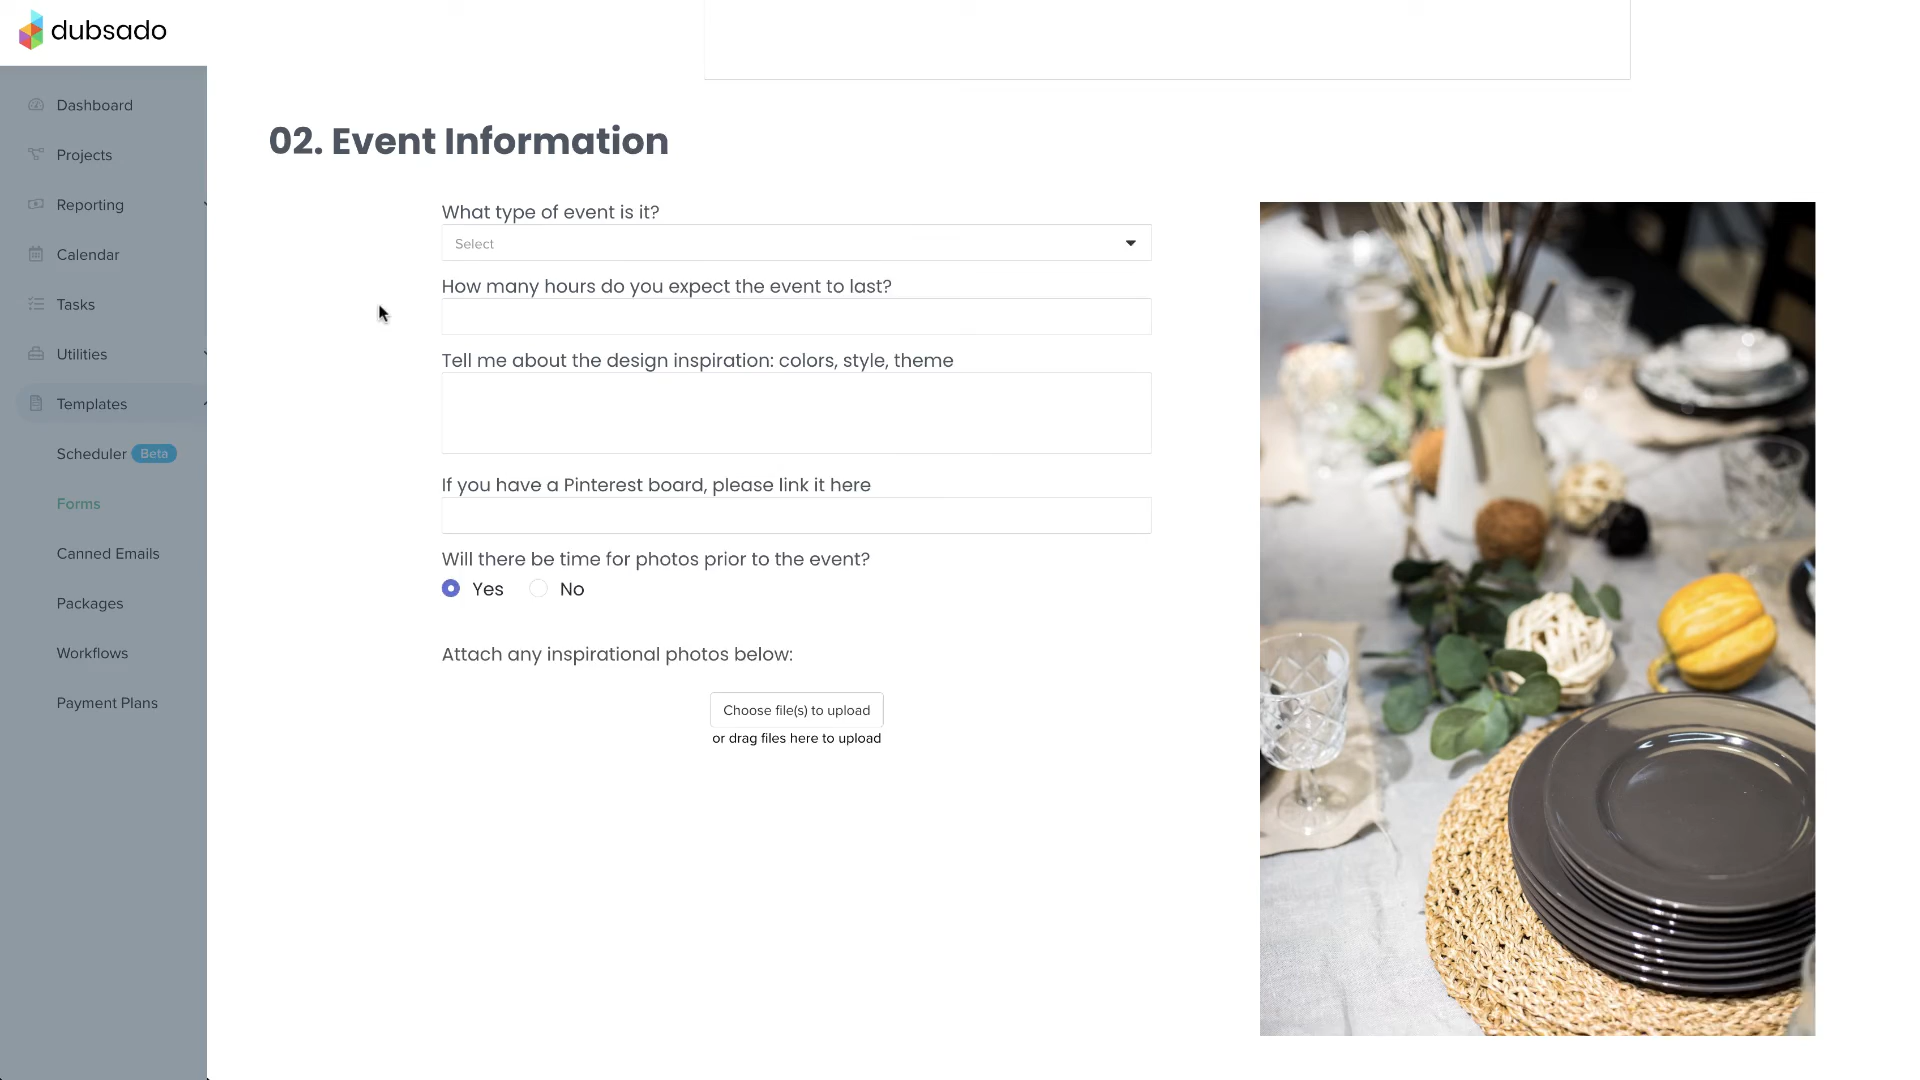 dubsado
Dashboard
Projects
Reporting
Calendar
Tasks
Utilities
Templates
Scheduler Beta
Forms
Canned Emails
Packages
Workflows
Payment Plans
02. Event Information
What type of event is it?
Select
How many hours do you expect the event to last?
Tell me about the design inspiration: colors, style, theme
If you have a Pinterest board, please link it here
Will there be time for photos prior to the event?
Yes No
Attach any inspirational photos below:
Choose file(s) to upload
or drag files here to upload